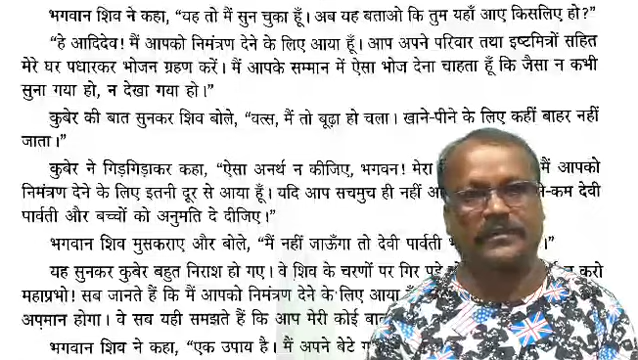 भगवान शिव ने कहा, “यह तो मैं सुन चुका हूँ। अब यह बताओ कि तुम यहाँ आए किसलिए हो?”
“हे आदिदेव! मैं आपको निमंत्रण देने के लिए आया हूँ। आप अपने परिवार तथा इष्टमित्रों सहित
मेरे घर पधारकर भोजन ग्रहण करें। मैं आपके सम्मान में ऐसा भोज देना चाहता हूँ कि जैसा न कभी
सुना गया हो, न देखा गया हो।”
कुबेर की बात सुनकर शिव बोले, “वत्स, मैं तो बूढ़ा हो चला। खाने-पीने के लिए कहीं बाहर नहीं
जाता।”
कुबेर ने गिड़गिड़ाकर कहा, “ऐसा अनर्थ न कीजिए, भगवन! मेरा मैं आपको
निमंत्रण देने के लिए इतनी दूर से आया हूँ। यदि आप सचमुच ही नहीं देवी
पार्वती और बच्चों को अनुमति दे दीजिए।”
भगवान शिव मुसकराए और बोले, “मैं नहीं जाऊँगा तो देवी पार्वती
यह सुनकर कुबेर बहुत निराश हो गए। वे शिव के चरणों पर गिर पड़े करो
महाप्रभो! सब जानते हैं कि मैं आपको निमंत्रण देने के लिए आया
अपमान होगा। वे सब यही समझते हैं कि आप मेरी कोई बात
भगवान शिव ने कहा, “एक उपाय है। मैं अपने बेटे